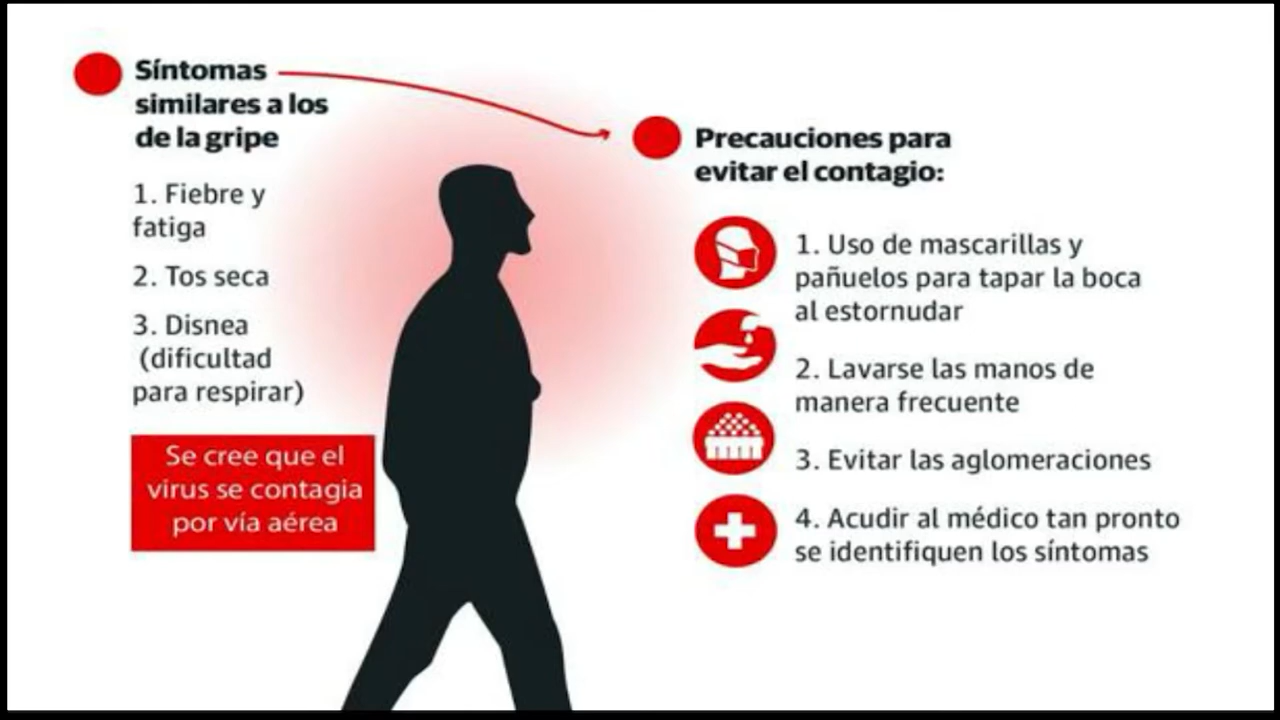 Síntomas
similares a los
de la gripe
1. Fiebre y
fatiga
2. Tos seca
3. Disnea
(dificultad
para respirar)
Se cree que el
virus se contagia
por vía aérea
Precauciones para
evitar el contagio:
1. Uso de mascarillas y
pañuelos para tapar la boca
al estornudar
2. Lavarse las manos de
manera frecuente
3. Evitar las aglomeraciones
4. Acudir al médico tan pronto
se identifiquen los síntomas